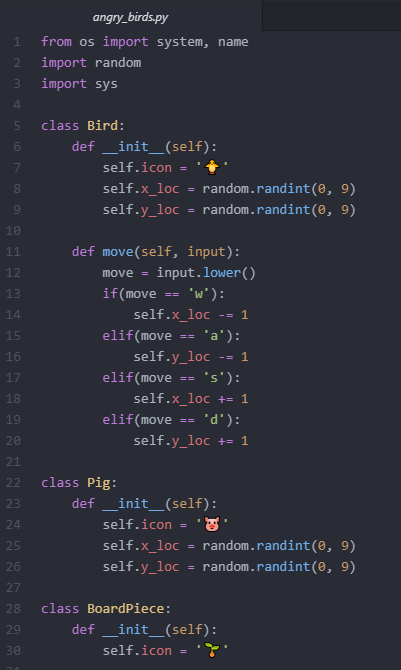 angry_birds.py
1 from os import system, name
2 import random
3 import sys
4
5 class Bird:
6     def __init__(self):
7         self.icon = '🐥'
8         self.x_loc = random.randint(0, 9)
9         self.y_loc = random.randint(0, 9)
10
11     def move(self, input):
12         move = input.lower()
13         if(move == 'w'):
14             self.x_loc -= 1
15         elif(move == 'a'):
16             self.y_loc -= 1
17         elif(move == 's'):
18             self.x_loc += 1
19         elif(move == 'd'):
20             self.y_loc += 1
21
22 class Pig:
23     def __init__(self):
24         self.icon = '🐷'
25         self.x_loc = random.randint(0, 9)
26         self.y_loc = random.randint(0, 9)
27
28 class BoardPiece:
29     def __init__(self):
30         self.icon = '🌱'